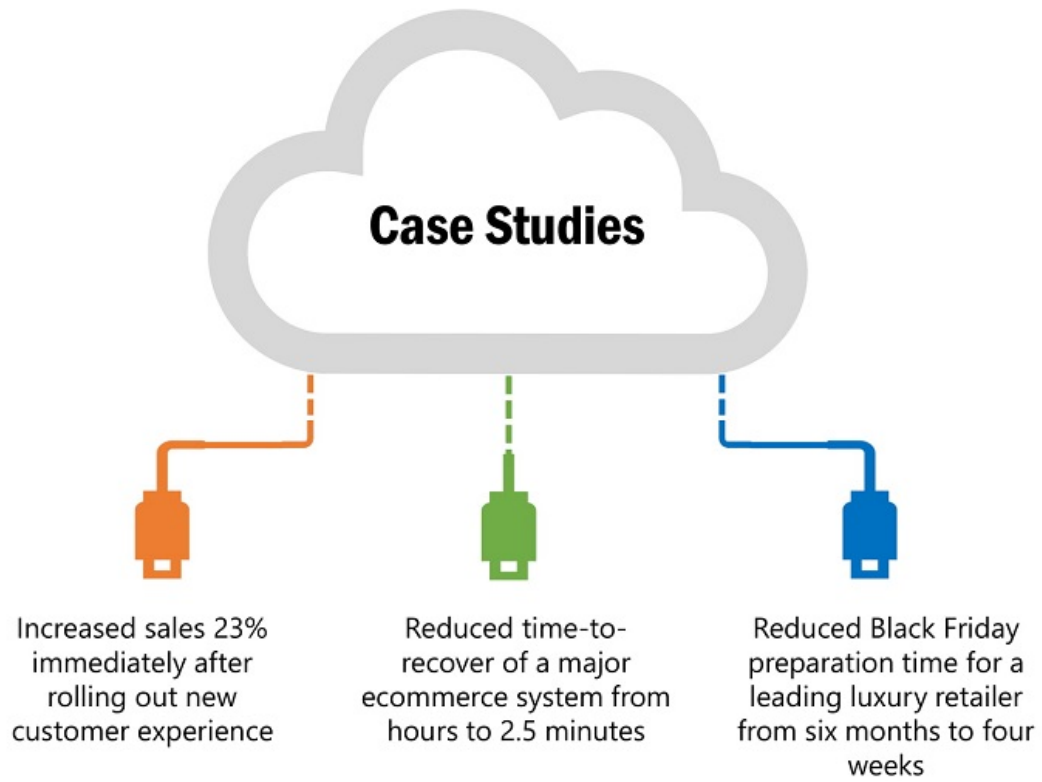 Case Studies
Increased sales 23%
immediately after
rolling out new
customer experience
Reduced time-to-
recover of a major
ecommerce system from
hours to 2.5 minutes
Reduced Black Friday
preparation time for a
leading luxury retailer
from six months to four
weeks